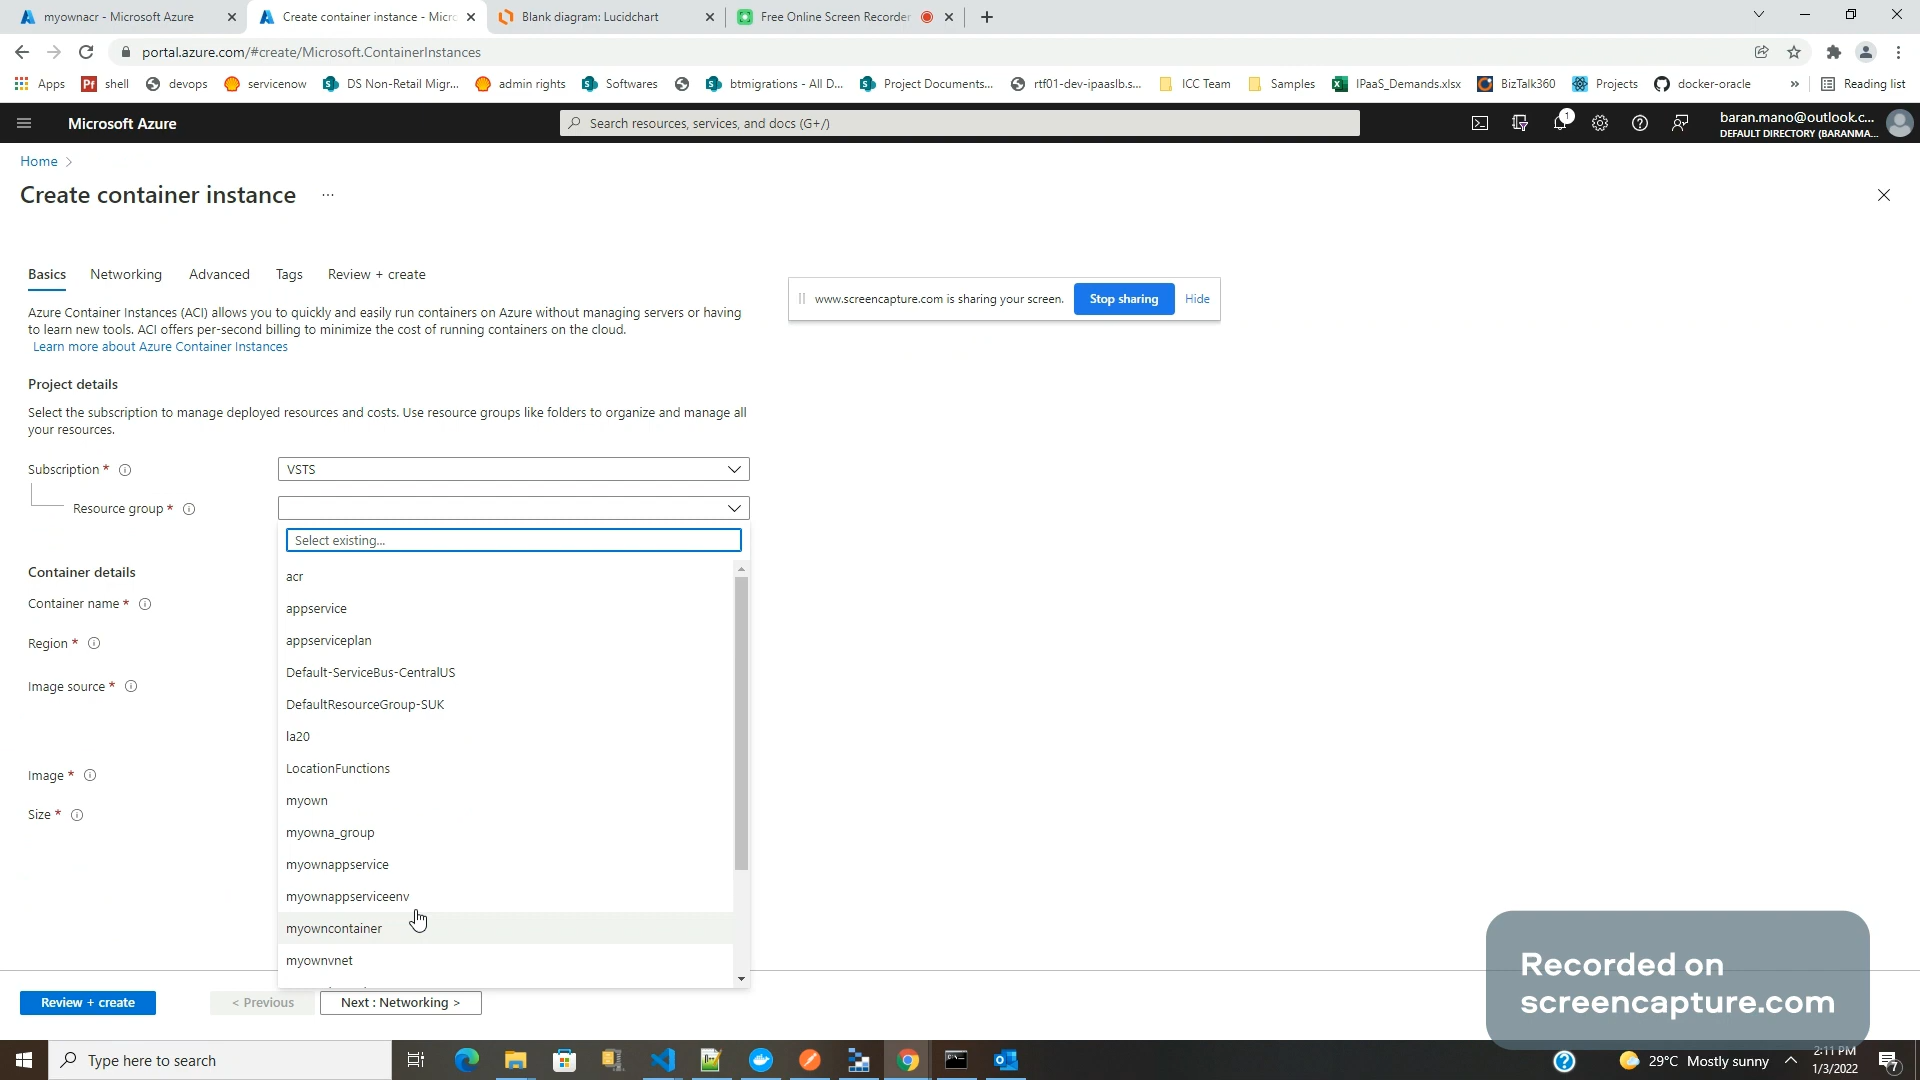 myownacr - Microsoft Azure
Create container instance - Micro
Blank diagram: Lucidchart
Free Online Screen Recorder
portal.azure.com/#create/Microsoft.ContainerInstances
Apps
shell
devops
servicenow
DS Non-Retail Migr...
admin rights
Softwares
btmigrations - All D...
Project Documents...
rtf01-dev-ipaaslb.s...
ICC Team
Samples
IPaaS_Demands.xlsx
BizTalk360
Projects
docker-oracle
»
Reading list
Microsoft Azure
Search resources, services, and docs (G+/)
1
baran.mano@outlook.c...
DEFAULT DIRECTORY (BARANMA...
Home >
Create container instance ...
Basics
Networking
Advanced
Tags
Review + create
www.screencapture.com is sharing your screen.
Stop sharing
Hide
Azure Container Instances (ACI) allows you to quickly and easily run containers on Azure without managing servers or having
to learn new tools. ACI offers per-second billing to minimize the cost of running containers on the cloud.
Learn more about Azure Container Instances
Project details
Select the subscription to manage deployed resources and costs. Use resource groups like folders to organize and manage all
your resources.
Subscription *
VSTS
Resource group *
Select existing...
acr
appservice
appserviceplan
Default-ServiceBus-CentralUS
DefaultResourceGroup-SUK
la20
LocationFunctions
myown
myowna_group
myownappservice
myownappserviceenv
myowncontainer
myownvnet
Container details
Container name *
Region *
Image source *
Image *
Size *
Review + create
< Previous
Next : Networking >
Recorded on
screencapture.com
Type here to search
29°C Mostly sunny
2:11 PM
1/3/2022
7